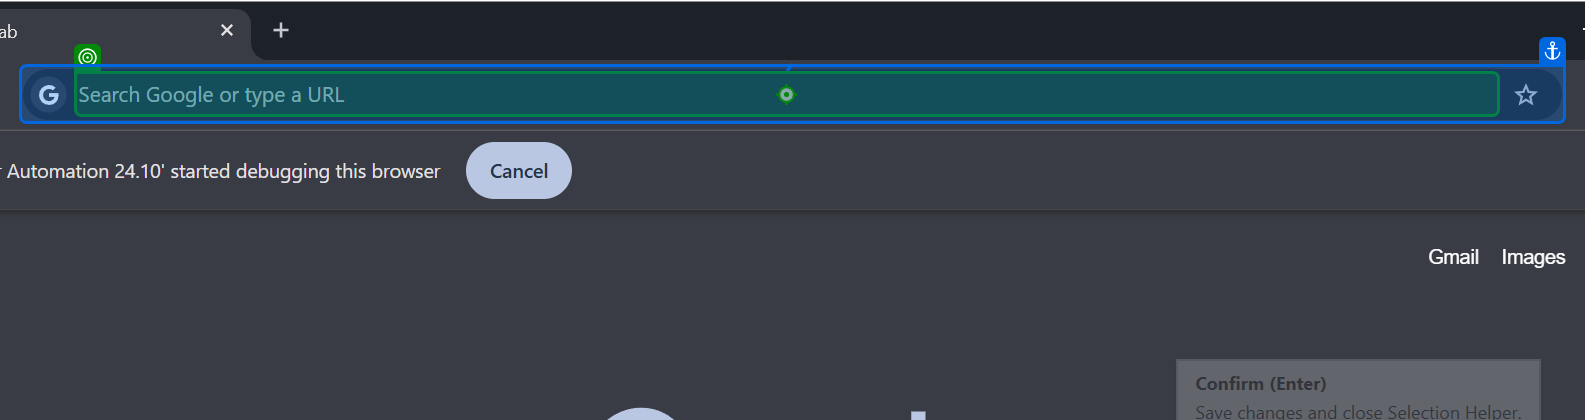 ab
Search Google or type a URL
Automation 24.10' started debugging this browser
Cancel
Gmail
Images
Confirm (Enter)
Save changes and close Selection Helper.